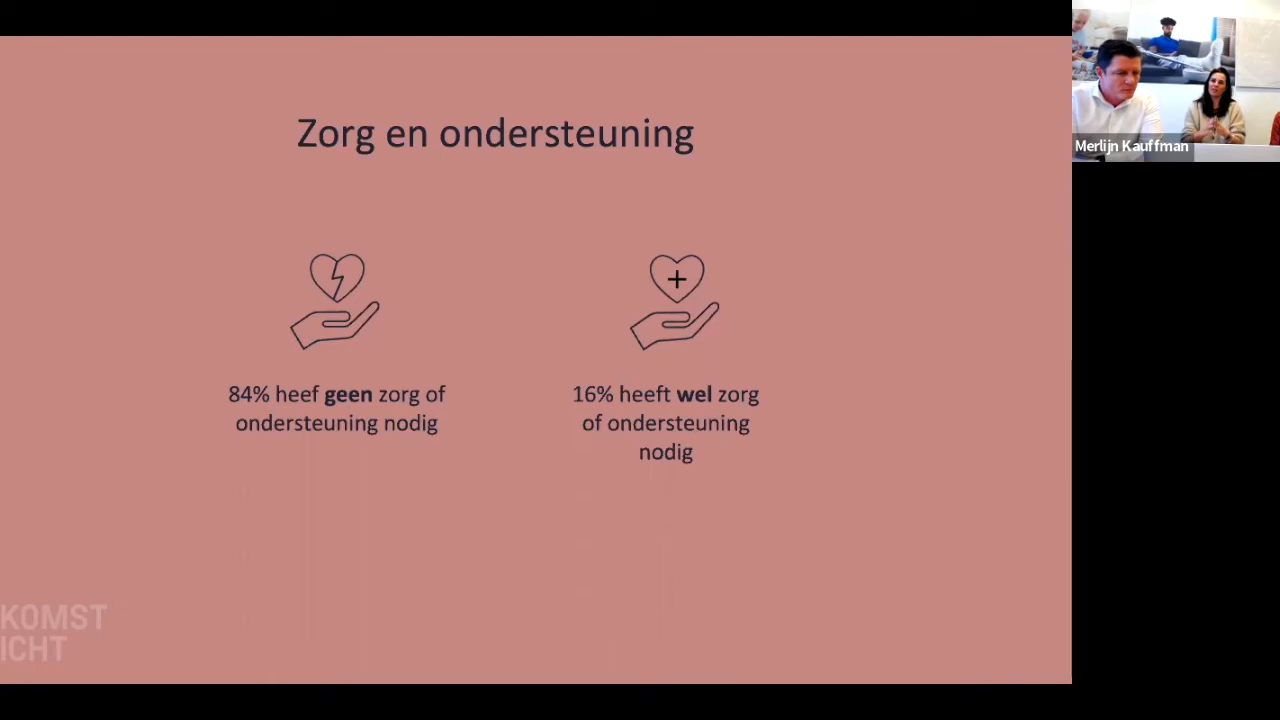 Zorg en ondersteuning
84% heef geen zorg of
ondersteuning nodig
16% heeft wel zorg
of ondersteuning
nodig
KOMST
ICHT
Merlijn Kauffman